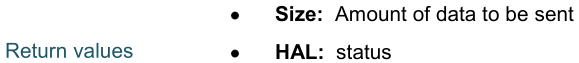 ● Size: Amount of data to be sent
Return values ● HAL: status